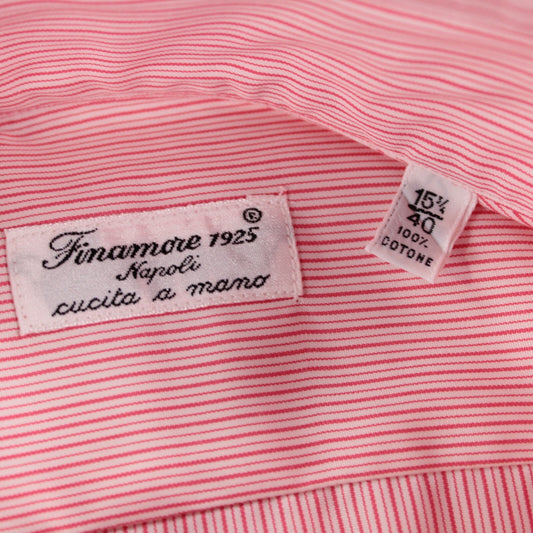 Finamore 1925®
Napoli
cucita a mano
15¾
40
100%
COTONE